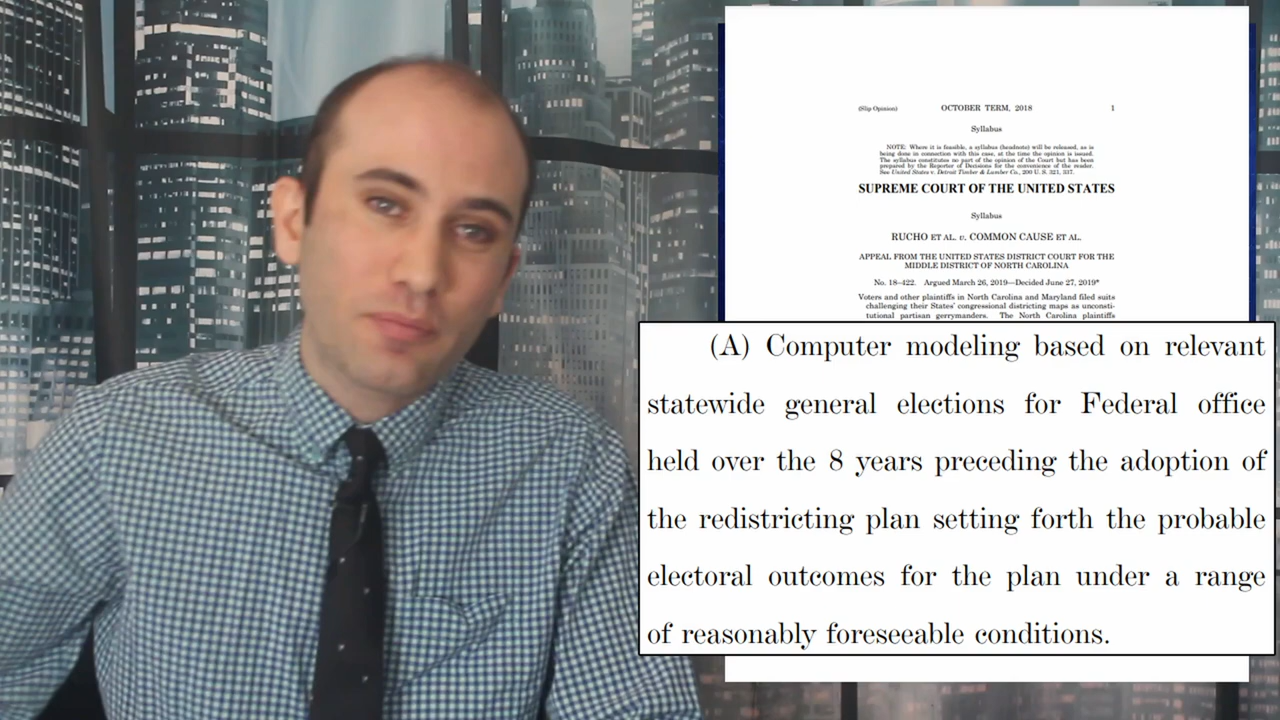 (Slip Opinion) OCTOBER TERM, 2018 1
Syllabus
NOTE: Where it is feasible, a syllabus (headnote) will be released, as is
being done in connection with this case, at the time the opinion is issued.
The syllabus constitutes no part of the opinion of the Court but has been
prepared by the Reporter of Decisions for the convenience of the reader.
See United States v. Detroit Timber & Lumber Co., 200 U. S. 321, 337.
SUPREME COURT OF THE UNITED STATES
Syllabus
RUCHO ET AL. v. COMMON CAUSE ET AL.
APPEAL FROM THE UNITED STATES DISTRICT COURT FOR THE
MIDDLE DISTRICT OF NORTH CAROLINA
No. 18–422. Argued March 26, 2019—Decided June 27, 2019*
Voters and other plaintiffs in North Carolina and Maryland filed suits
challenging their States' congressional districting maps as unconsti-
tutional partisan gerrymanders. The North Carolina plaintiffs
(A) Computer modeling based on relevant
statewide general elections for Federal office
held over the 8 years preceding the adoption of
the redistricting plan setting forth the probable
electoral outcomes for the plan under a range
of reasonably foreseeable conditions.